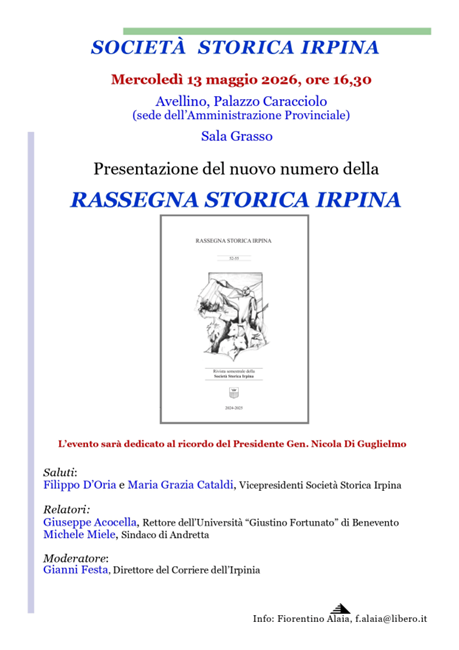 SOCIETÀ STORICA IRPINA
Mercoledì 13 maggio 2026, ore 16,30
Avellino, Palazzo Caracciolo
(sede dell'Amministrazione Provinciale)
Sala Grasso
Presentazione del nuovo numero della
RASSEGNA STORICA IRPINA
RASSEGNA STORICA IRPINA
Rivista semestrale della
Società Storica Irpina
2024-2025
L'evento sarà dedicato al ricordo del Presidente Gen. Nicola Di Guglielmo
Saluti:
Filippo D'Oria e Maria Grazia Cataldi, Vicepresidenti Società Storica Irpina
Relatori:
Giuseppe Acocella, Rettore dell'Università "Giustino Fortunato" di Benevento
Michele Miele, Sindaco di Andretta
Moderatore:
Gianni Festa, Direttore del Corriere dell'Irpinia
Info: Fiorentino Alaia, f.alaia@libero.it